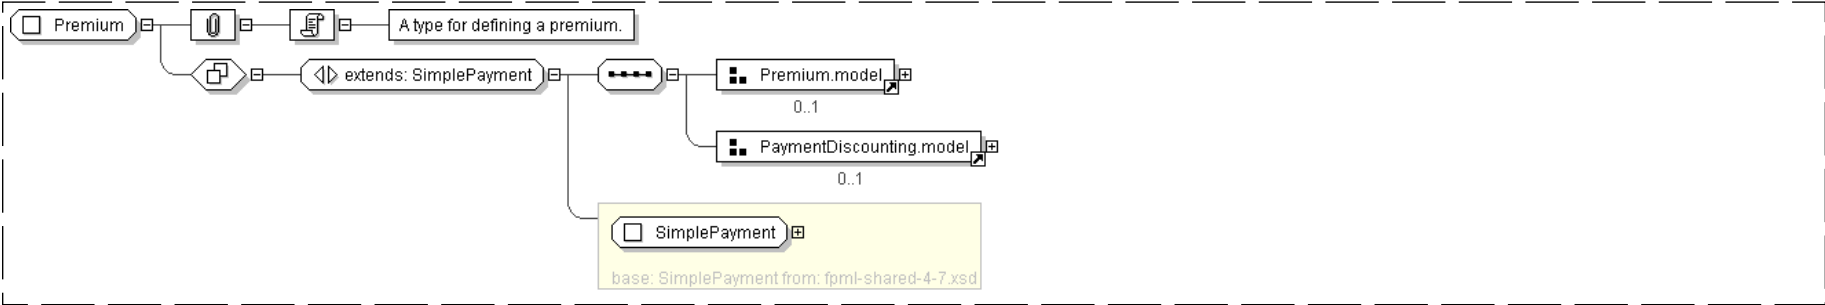 Premium
A type for defining a premium.
extends: SimplePayment
Premium.model
0..1
PaymentDiscounting.model
0..1
SimplePayment
base: SimplePayment from: fpml-shared-4-7.xsd